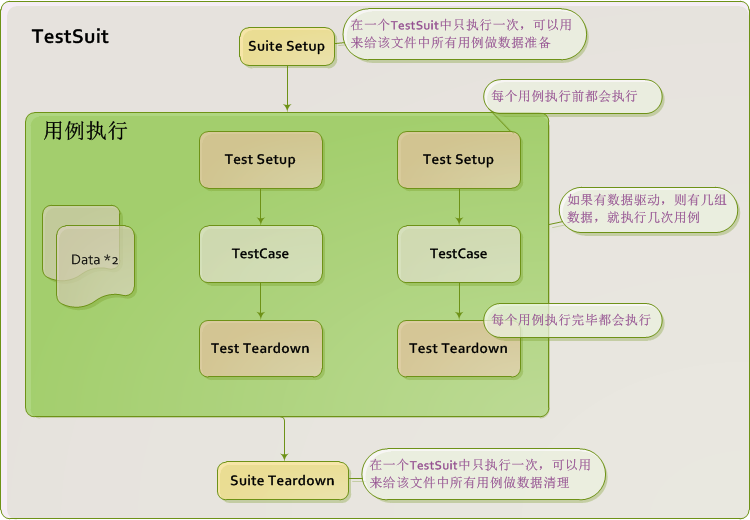 TestSuit
Suite Setup
在一个TestSuit中只执行一次，可以用
来给该文件中所有用例做数据准备
每个用例执行前都会执行
用例执行
Test Setup
Test Setup
如果有数据驱动，则有几组
数据，就执行几次用例
Data *2
TestCase
TestCase
每个用例执行完毕都会执行
Test Teardown
Test Teardown
在一个TestSuit中只执行一次，可以用
来给该文件中所有用例做数据清理
Suite Teardown